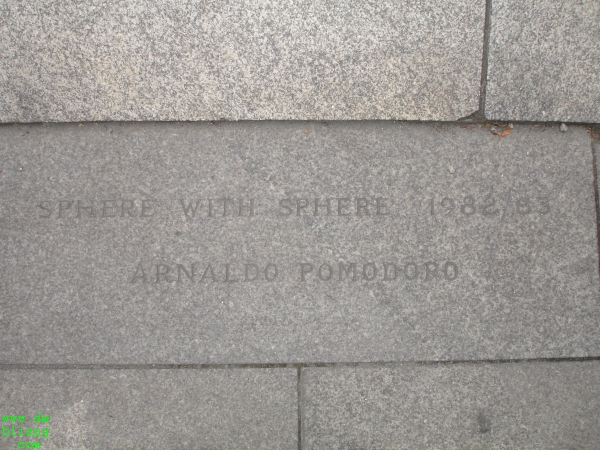 SPHERE WITH SPHERE 1982/83
ARNALDO POMODORO